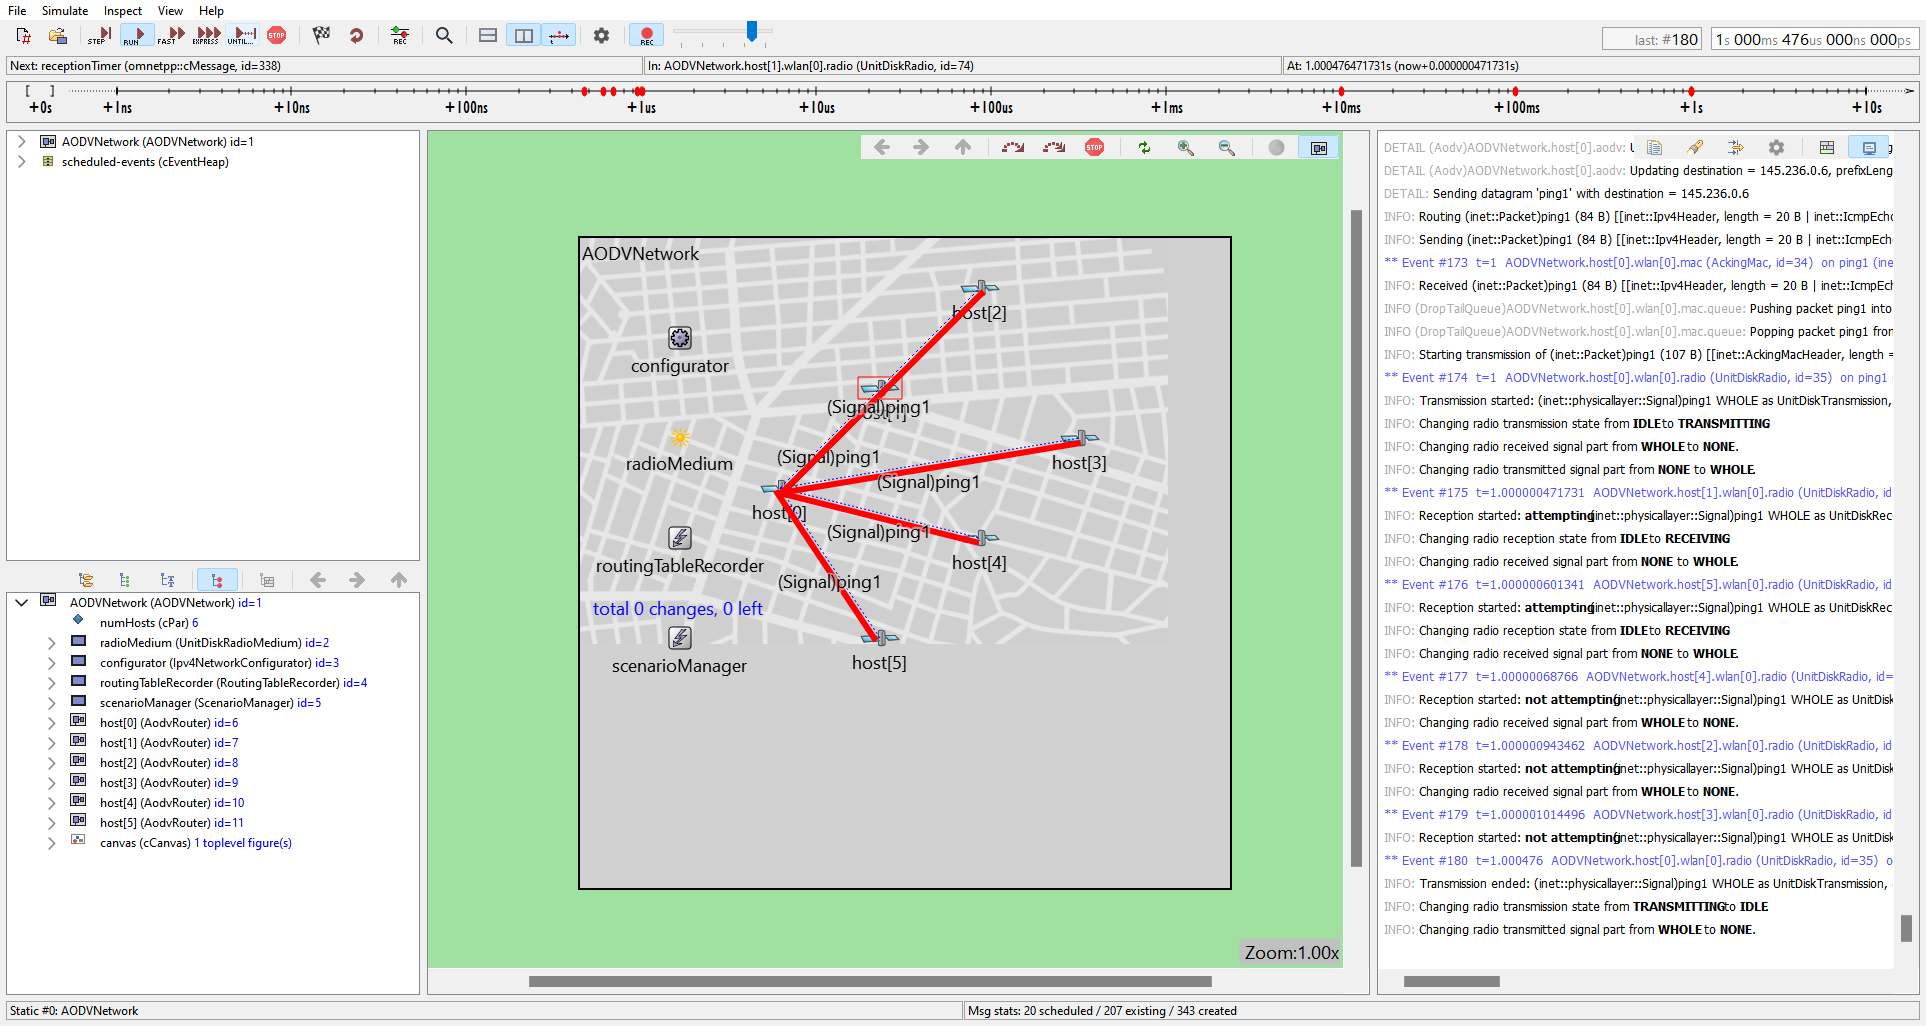 File Simulate Inspect View Help
STEP RUN FAST EXPRESS UNTIL... STOP REC REC
last: #180 1s 000ms 476us 000ns 000ps
Next: receptionTimer (omnetpp::cMessage, id=338) In: AODVNetwork.host[1].wlan[0].radio (UnitDiskRadio, id=74) At: 1.000476471731s (now+0.000000471731s)
[ ]
+0s +1ns +10ns +100ns +1us +10us +100us +1ms +10ms +100ms +1s +10s
AODVNetwork (AODVNetwork) id=1
scheduled-events (cEventHeap)
AODVNetwork (AODVNetwork) id=1
numHosts (cPar) 6
radioMedium (UnitDiskRadioMedium) id=2
configurator (Ipv4NetworkConfigurator) id=3
routingTableRecorder (RoutingTableRecorder) id=4
scenarioManager (ScenarioManager) id=5
host[0] (AodvRouter) id=6
host[1] (AodvRouter) id=7
host[2] (AodvRouter) id=8
host[3] (AodvRouter) id=9
host[4] (AodvRouter) id=10
host[5] (AodvRouter) id=11
canvas (cCanvas) 1 toplevel figure(s)
STOP
AODVNetwork
host[2]
configurator
(Signal)ping1
host[1]
(Signal)ping1
radioMedium
host[3]
(Signal)ping1
host[0]
(Signal)ping1
host[4]
routingTableRecorder
(Signal)ping1
total 0 changes, 0 left
scenarioManager
host[5]
Zoom:1.00x
DETAIL (Aodv)AODVNetwork.host[0].aodv:
DETAIL (Aodv)AODVNetwork.host[0].aodv: Updating destination = 145.236.0.6, prefixLeng
DETAIL: Sending datagram 'ping1' with destination = 145.236.0.6
INFO: Routing (inet::Packet)ping1 (84 B) [[inet::Ipv4Header, length = 20 B | inet::IcmpEch
INFO: Sending (inet::Packet)ping1 (84 B) [[inet::Ipv4Header, length = 20 B | inet::IcmpEch
** Event #173 t=1 AODVNetwork.host[0].wlan[0].mac (AckingMac, id=34) on ping1 (ine
INFO: Received (inet::Packet)ping1 (84 B) [[inet::Ipv4Header, length = 20 B | inet::IcmpEch
INFO (DropTailQueue)AODVNetwork.host[0].wlan[0].mac.queue: Pushing packet ping1 into
INFO (DropTailQueue)AODVNetwork.host[0].wlan[0].mac.queue: Popping packet ping1 from
INFO: Starting transmission of (inet::Packet)ping1 (107 B) [[inet::AckingMacHeader, length =
** Event #174 t=1 AODVNetwork.host[0].wlan[0].radio (UnitDiskRadio, id=35) on ping1
INFO: Transmission started: (inet::physicallayer::Signal)ping1 WHOLE as UnitDiskTransmission,
INFO: Changing radio transmission state from IDLE to TRANSMITTING
INFO: Changing radio received signal part from WHOLE to NONE.
INFO: Changing radio transmitted signal part from NONE to WHOLE.
** Event #175 t=1.000000471731 AODVNetwork.host[1].wlan[0].radio (UnitDiskRadio, id
INFO: Reception started: attempting (inet::physicallayer::Signal)ping1 WHOLE as UnitDiskRec
INFO: Changing radio reception state from IDLE to RECEIVING
INFO: Changing radio received signal part from NONE to WHOLE.
** Event #176 t=1.000000601341 AODVNetwork.host[5].wlan[0].radio (UnitDiskRadio, id
INFO: Reception started: attempting (inet::physicallayer::Signal)ping1 WHOLE as UnitDiskRec
INFO: Changing radio reception state from IDLE to RECEIVING
INFO: Changing radio received signal part from NONE to WHOLE.
** Event #177 t=1.00000068766 AODVNetwork.host[4].wlan[0].radio (UnitDiskRadio, id=
INFO: Reception started: not attempting (inet::physicallayer::Signal)ping1 WHOLE as UnitDisk
INFO: Changing radio received signal part from WHOLE to NONE.
** Event #178 t=1.000000943462 AODVNetwork.host[2].wlan[0].radio (UnitDiskRadio, id
INFO: Reception started: not attempting (inet::physicallayer::Signal)ping1 WHOLE as UnitDisk
INFO: Changing radio received signal part from WHOLE to NONE.
** Event #179 t=1.000001014496 AODVNetwork.host[3].wlan[0].radio (UnitDiskRadio, id
INFO: Reception started: not attempting (inet::physicallayer::Signal)ping1 WHOLE as UnitDisk
INFO: Changing radio received signal part from WHOLE to NONE.
** Event #180 t=1.000476 AODVNetwork.host[0].wlan[0].radio (UnitDiskRadio, id=35) o
INFO: Transmission ended: (inet::physicallayer::Signal)ping1 WHOLE as UnitDiskTransmission,
INFO: Changing radio transmission state from TRANSMITTING to IDLE
INFO: Changing radio transmitted signal part from WHOLE to NONE.
Static #0: AODVNetwork Msg stats: 20 scheduled / 207 existing / 343 created